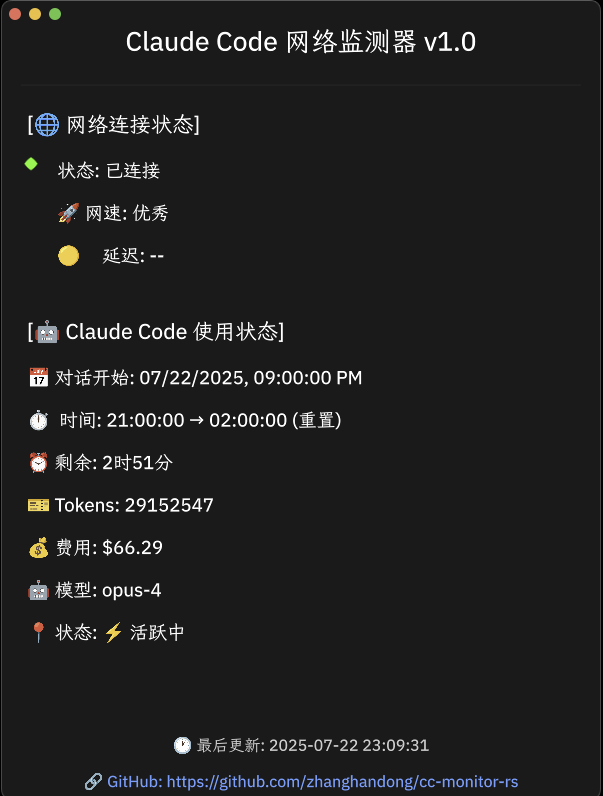 Claude Code 网络监测器 v1.0
[🌐 网络连接状态]
状态: 已连接
🚀 网速: 优秀
🟡 延迟: --
[🤖 Claude Code 使用状态]
📅 对话开始: 07/22/2025, 09:00:00 PM
⏱️ 时间: 21:00:00 → 02:00:00 (重置)
⏰ 剩余: 2时51分
🎫 Tokens: 29152547
💰 费用: $66.29
🤖 模型: opus-4
📍 状态: ⚡ 活跃中
🕐 最后更新: 2025-07-22 23:09:31
🔗 GitHub: https://github.com/zhanghandong/cc-monitor-rs